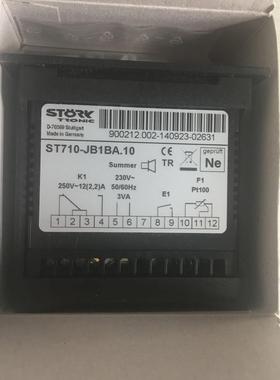 STÖRK
TRONIC
D-70569 Stuttgart
Made in Germany
900212.002-140923-02631
ST710-JB1BA.10
Summer
CE
TR
geprüft
Ne
K1
250V~12(2,2)A
230V~
50/60Hz
3VA
E1
F1
Pt100
1 2 3 4 5 6 8 9 10 11 12